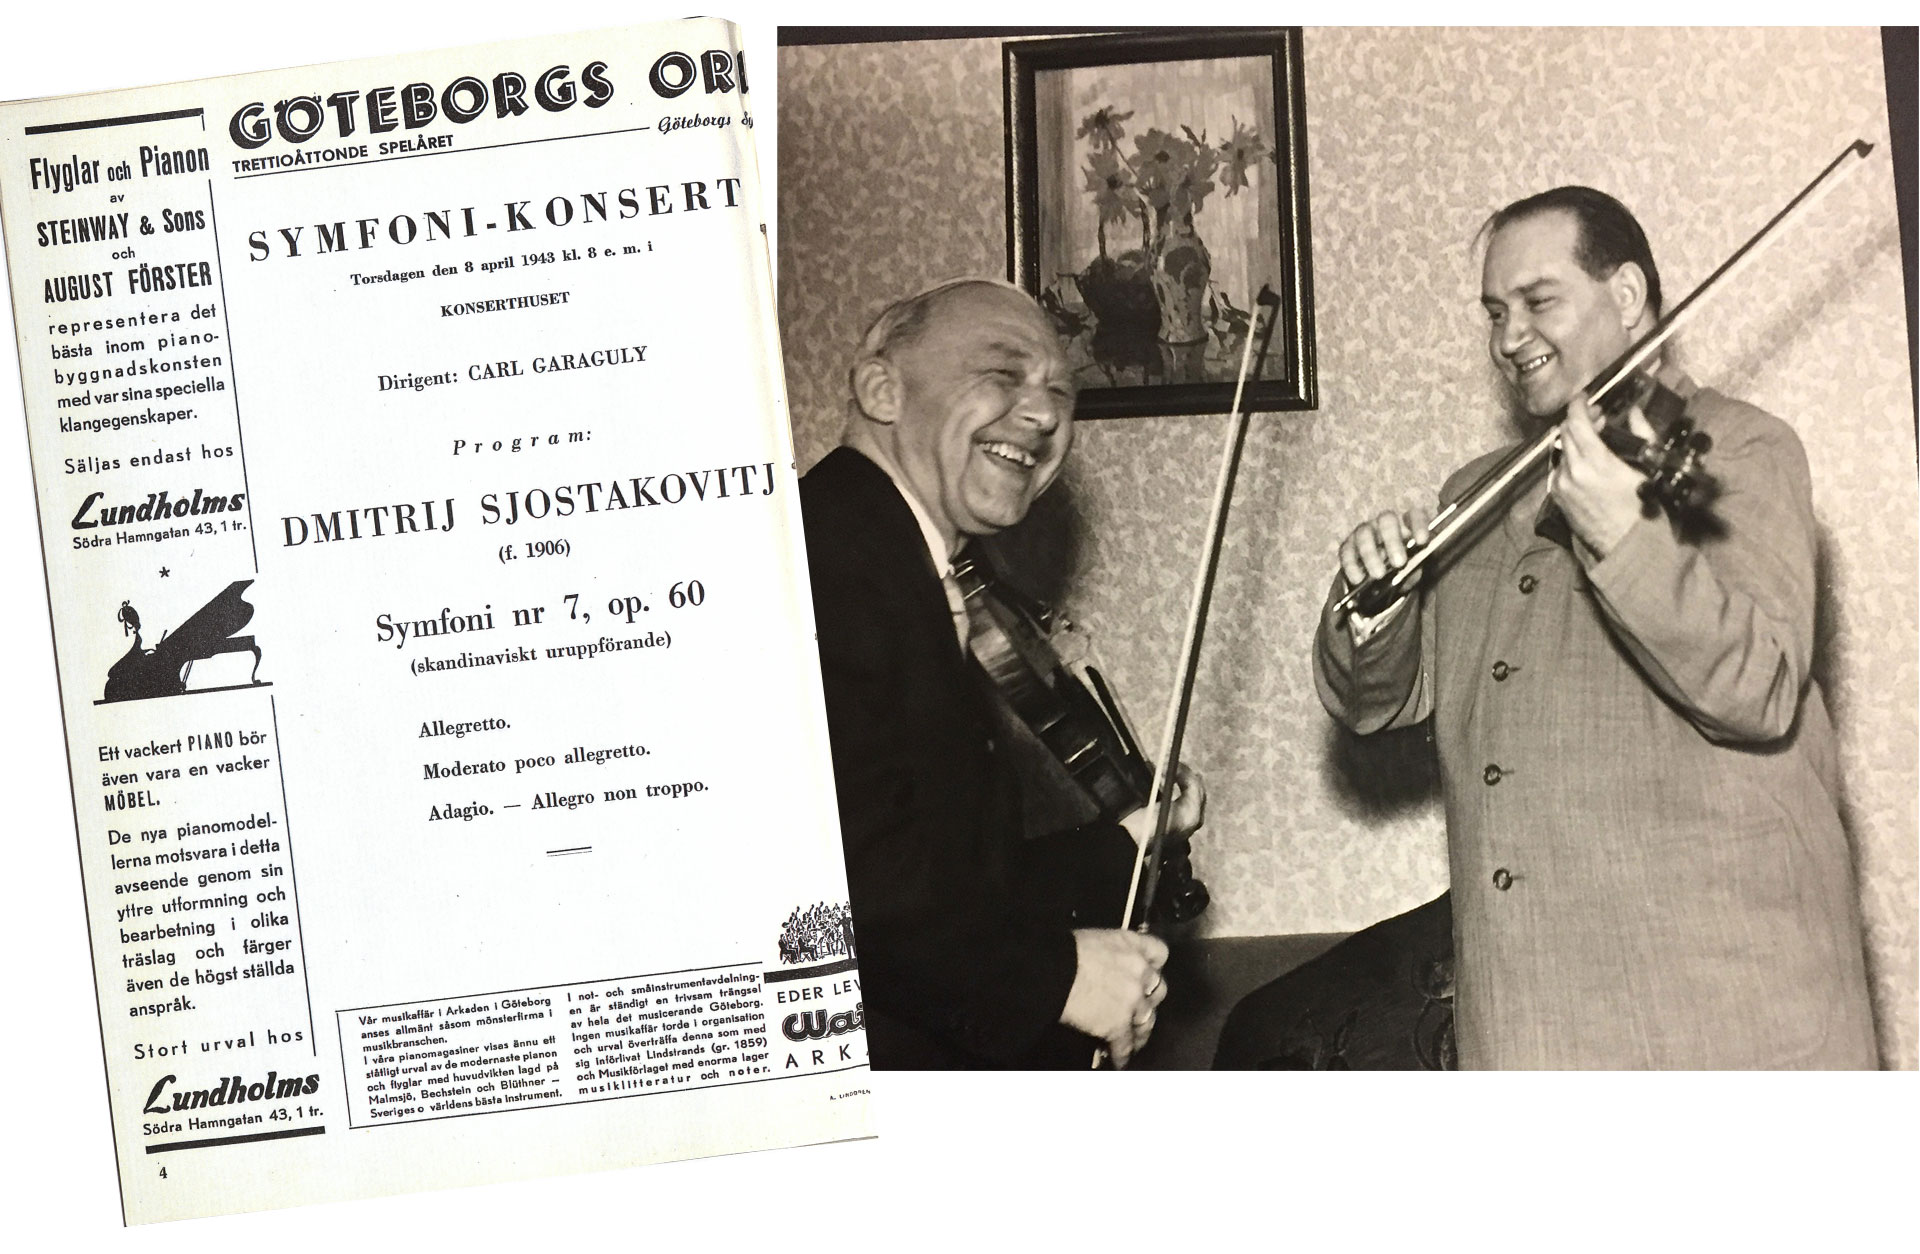 Flyglar och Pianon
av
STEINWAY & Sons
och
AUGUST FÖRSTER
representera det
bästa inom piano-
byggnadskonsten
med var sina speciella
klangegenskaper.
Säljas endast hos
Lundholms
Södra Hamngatan 43, 1 tr.
*
Ett vackert PIANO bör
även vara en vacker
MÖBEL.
De nya pianomodel-
lerna motsvara i detta
avseende genom sin
yttre utformning och
bearbetning i olika
träslag och färger
även de högst ställda
anspråk.
Stort urval hos
Lundholms
Södra Hamngatan 43, 1 tr.
4
GÖTEBORGS
TRETTIOÅTTONDE SPELÅRET
Göteborgs
SYMFONI-KONSERT
Torsdagen den 8 april 1943 kl. 8 e. m. i
KONSERTHUSET
Dirigent: CARL GARAGULY
Program:
DMITRIJ SJOSTAKOVITJ
(f. 1906)
Symfoni nr 7, op. 60
(skandinaviskt uruppförande)
Allegretto.
Moderato poco allegretto.
Adagio. — Allegro non troppo.
Vår musikaffär i Arkaden i Göteborg
anses allmänt såsom mönsterfirma i
musikbranschen.
I våra pianomagasiner visas ännu ett
ståtligt urval av de modernaste pianon
och flyglar med huvudvikten lagd på
Malmsjö, Bechstein och Blüthner —
Sveriges o världens bästa instrument.
I not- och småinstrumentavdelning-
en är ständigt en trivsam trängsel
av hela det musicerande Göteborg.
Ingen musikaffär torde i organisation
och urval överträffa denna som med
sig införlivat Lindstrands (gr. 1859)
och Musikförlaget med enorma lager
musiklitteratur och noter.
EDER LEV
Wai
ARKA